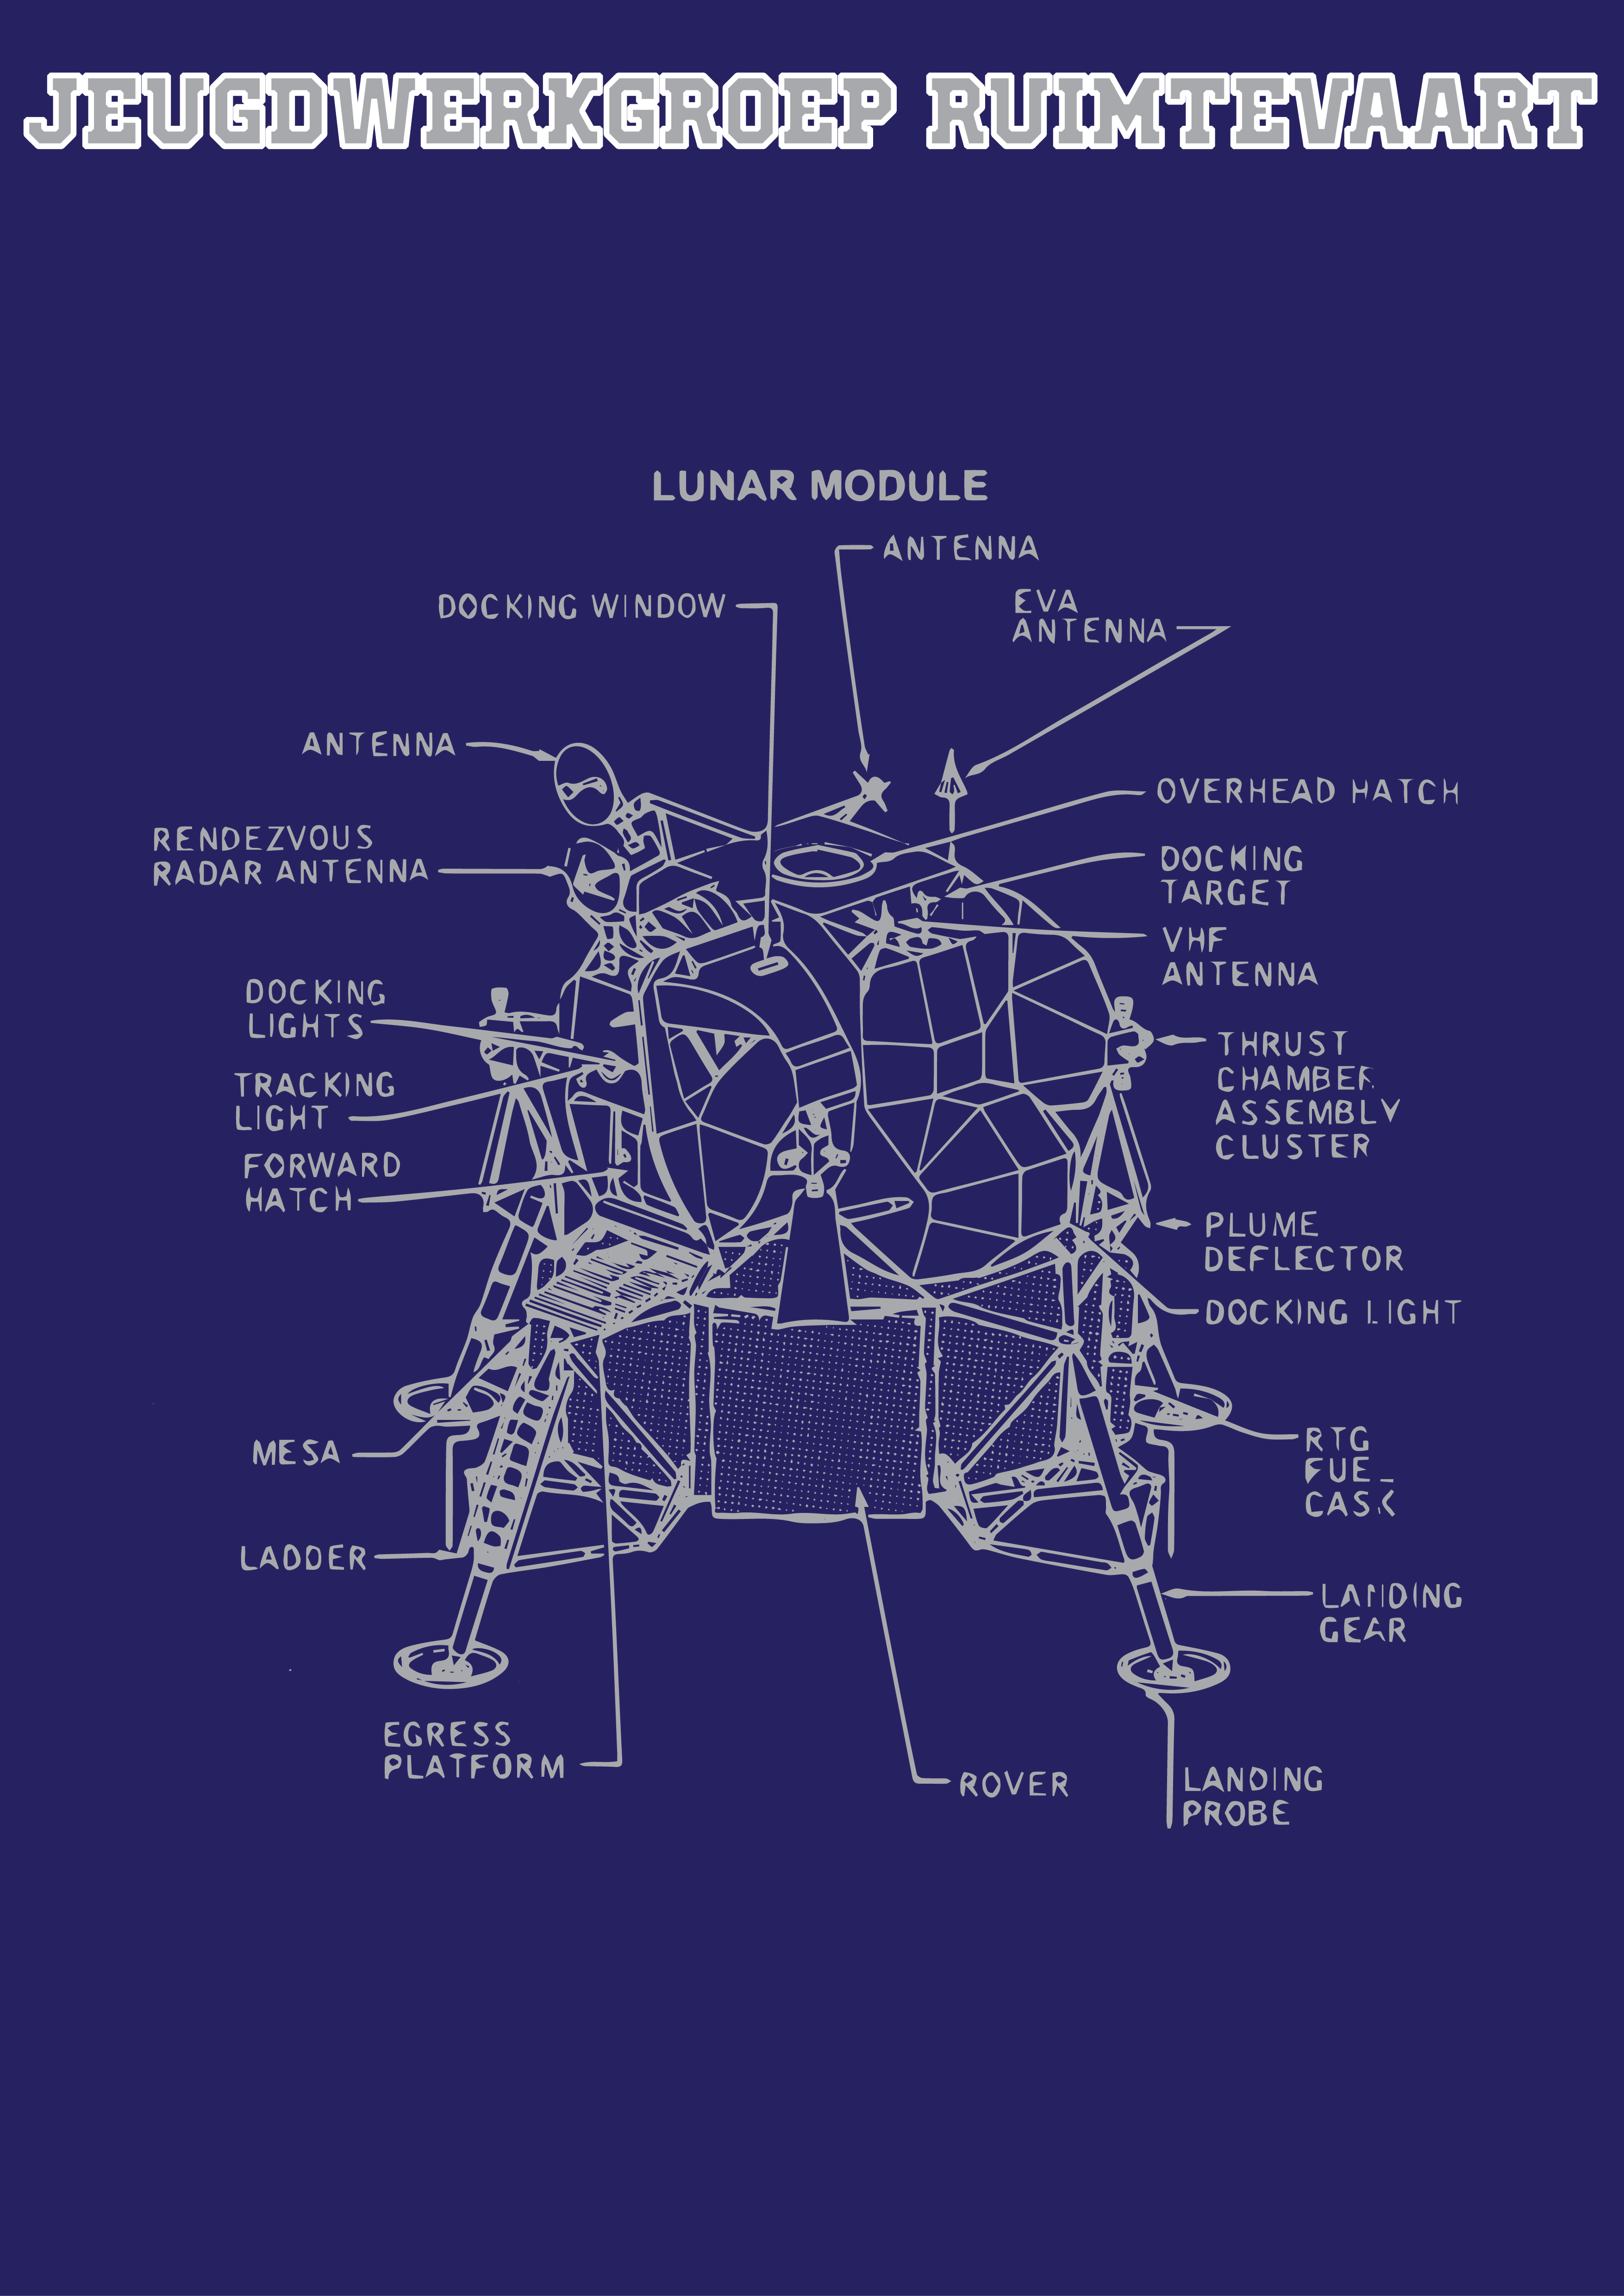 JEUGDWERKGROEP RUIMTEVAART
LUNAR MODULE
ANTENNA
DOCKING WINDOW
EVA
ANTENNA
ANTENNA
OVERHEAD HATCH
RENDEZVOUS
RADAR ANTENNA
DOCKING
TARGET
VHF
ANTENNA
DOCKING
LIGHTS
THRUST
CHAMBER
ASSEMBLY
CLUSTER
TRACKING
LIGHT
FORWARD
HATCH
PLUME
DEFLECTOR
DOCKING LIGHT
MESA
RTG
FUEL
CASK
LADDER
LANDING
GEAR
EGRESS
PLATFORM
ROVER
LANDING
PROBE